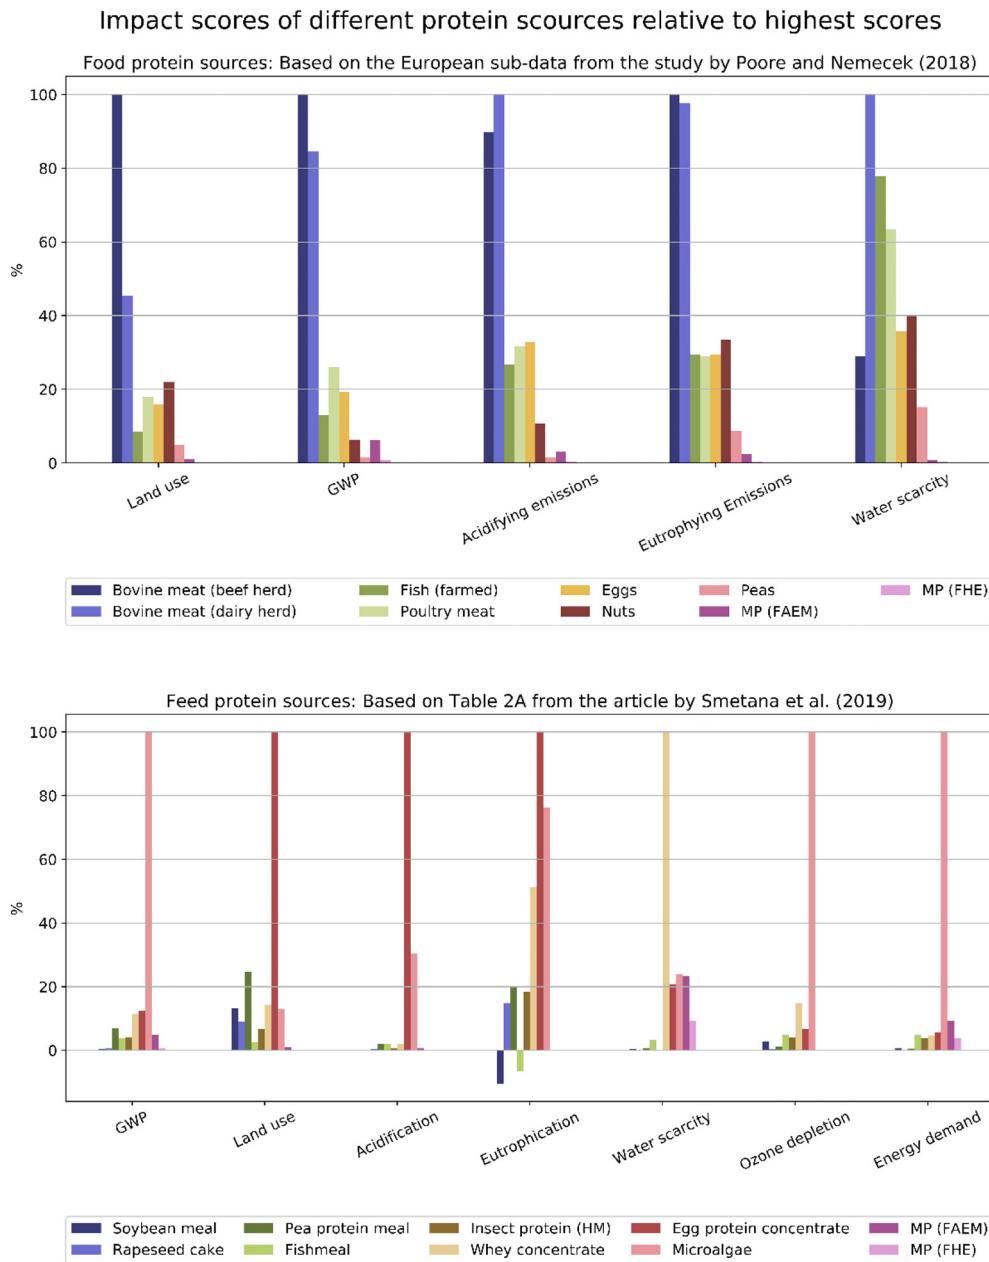 Impact scores of different protein scources relative to highest scores
Food protein sources: Based on the European sub-data from the study by Poore and Nemecek (2018)
100
80
60
40
20
0
%
Land use
GWP
Acidifying emissions
Eutrophying Emissions
Water scarcity
Bovine meat (beef herd)
Fish (farmed)
Eggs
Peas
MP (FHE)
Bovine meat (dairy herd)
Poultry meat
Nuts
MP (FAEM)
Feed protein sources: Based on Table 2A from the article by Smetana et al. (2019)
100
80
60
40
20
0
%
GWP
Land use
Acidification
Eutrophication
Water scarcity
Ozone depletion
Energy demand
Soybean meal
Pea protein meal
Insect protein (HM)
Egg protein concentrate
MP (FAEM)
Rapeseed cake
Fishmeal
Whey concentrate
Microalgae
MP (FHE)